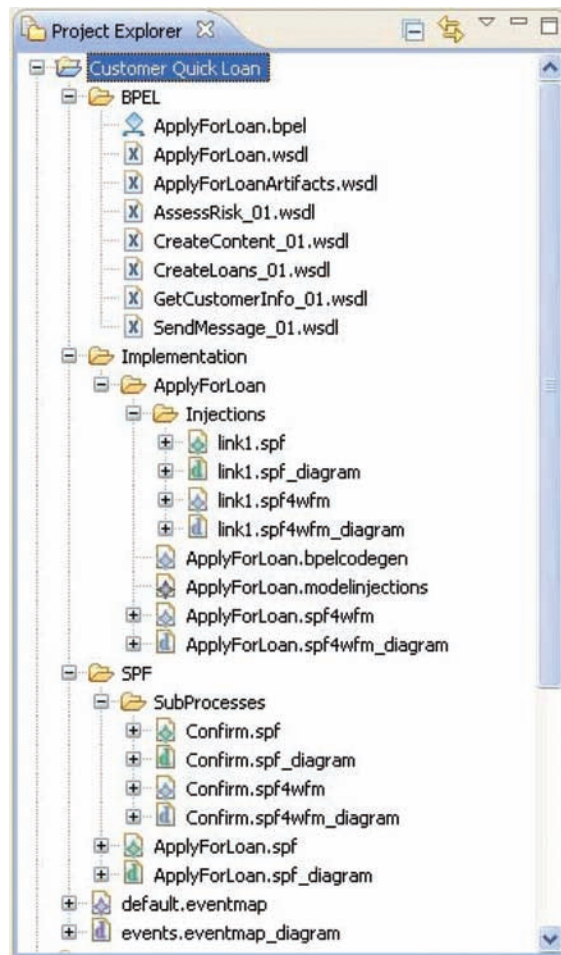 Project Explorer
Customer Quick Loan
BPEL
ApplyForLoan.bpel
ApplyForLoan.wsdl
ApplyForLoanArtifacts.wsdl
AssessRisk_01.wsdl
CreateContent_01.wsdl
CreateLoans_01.wsdl
GetCustomerInfo_01.wsdl
SendMessage_01.wsdl
Implementation
ApplyForLoan
Injections
link1.spf
link1.spf_diagram
link1.spf4wfm
link1.spf4wfm_diagram
ApplyForLoan.bpelcodegen
ApplyForLoan.modelinjections
ApplyForLoan.spf4wfm
ApplyForLoan.spf4wfm_diagram
SPF
SubProcesses
Confirm.spf
Confirm.spf_diagram
Confirm.spf4wfm
Confirm.spf4wfm_diagram
ApplyForLoan.spf
ApplyForLoan.spf_diagram
default.eventmap
events.eventmap_diagram